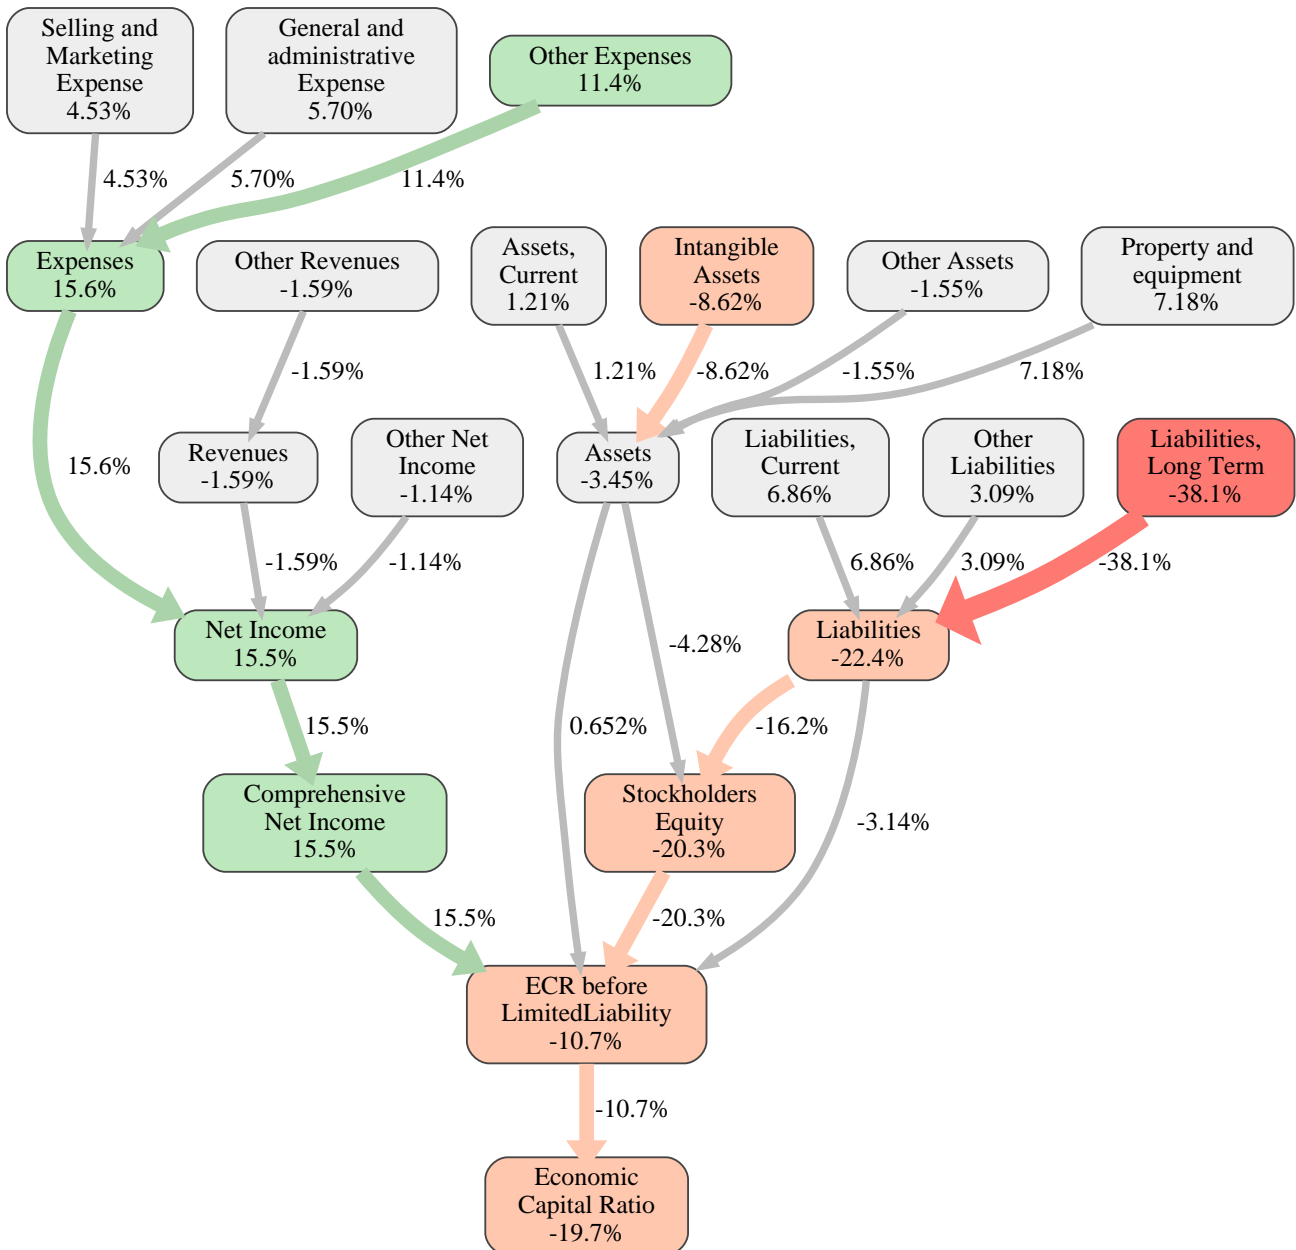 Selling and
Marketing
Expense
4.53%
General and
administrative
Expense
5.70%
Other Expenses
11.4%
4.53%
5.70%
11.4%
Expenses
15.6%
Other Revenues
-1.59%
Assets,
Current
1.21%
Intangible
Assets
-8.62%
Other Assets
-1.55%
Property and
equipment
7.18%
-1.59%
1.21%
-8.62%
-1.55%
7.18%
15.6%
Revenues
-1.59%
Other Net
Income
-1.14%
Assets
-3.45%
Liabilities,
Current
6.86%
Other
Liabilities
3.09%
Liabilities,
Long Term
-38.1%
-1.59%
-1.14%
6.86%
3.09%
-38.1%
Net Income
15.5%
-4.28%
Liabilities
-22.4%
15.5%
0.652%
-16.2%
Comprehensive
Net Income
15.5%
Stockholders
Equity
-20.3%
-3.14%
15.5%
-20.3%
ECR before
LimitedLiability
-10.7%
-10.7%
Economic
Capital Ratio
-19.7%